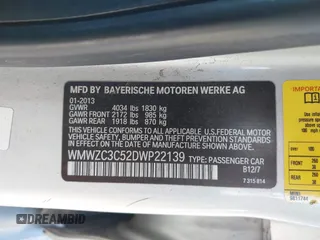 MFD BY BAYERISCHE MOTOREN WERKE AG
01-2013
GVWR 4034 lbs 1830 kg
GAWR FRONT 2172 lbs 985 kg
GAWR REAR 1918 lbs 870 kg
THIS VEHICLE CONFORMS TO ALL APPLICABLE
FEDERAL MOTOR VEHICLE SAFETY,
BUMPER, AND THEFT PREVENTION STANDARDS
IN EFFECT ON THE DATE OF
MANUFACTURE SHOWN ABOVE.
WMWZC3C52DWP22139 TYPE: PASSENGER CAR
B12/7
7 315 814
IMPORTANT
over 100
AUTOBIDMASTER